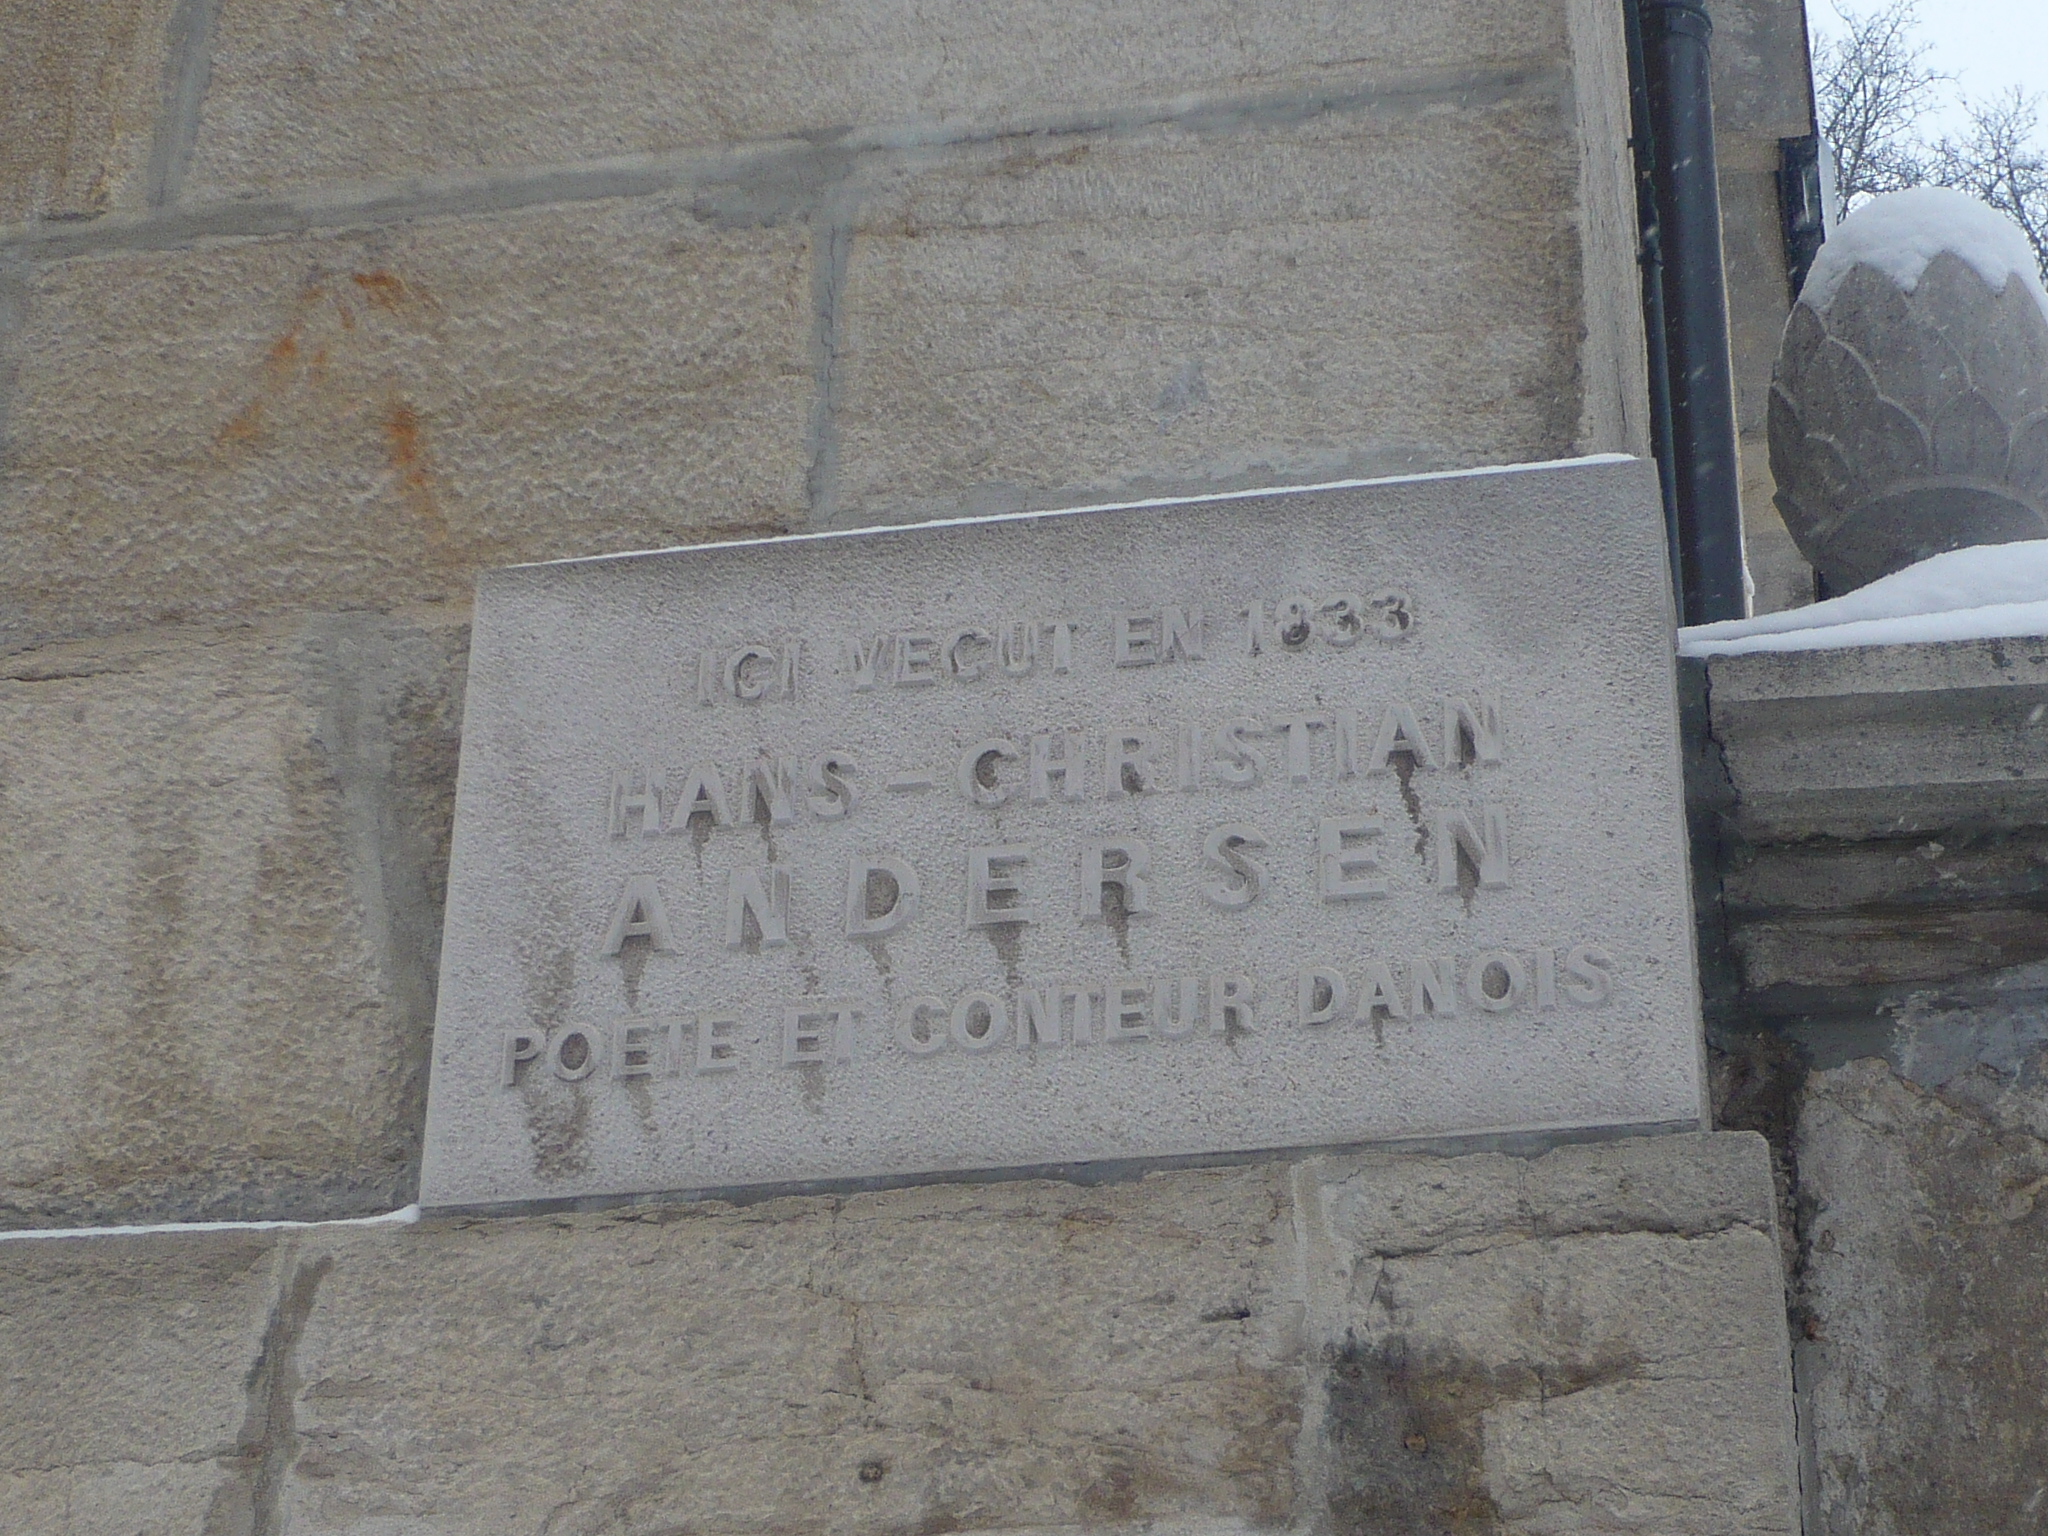 ICI VECUT EN 1833
HANS-CHRISTIAN
ANDERSEN
POETE ET CONTEUR DANOIS